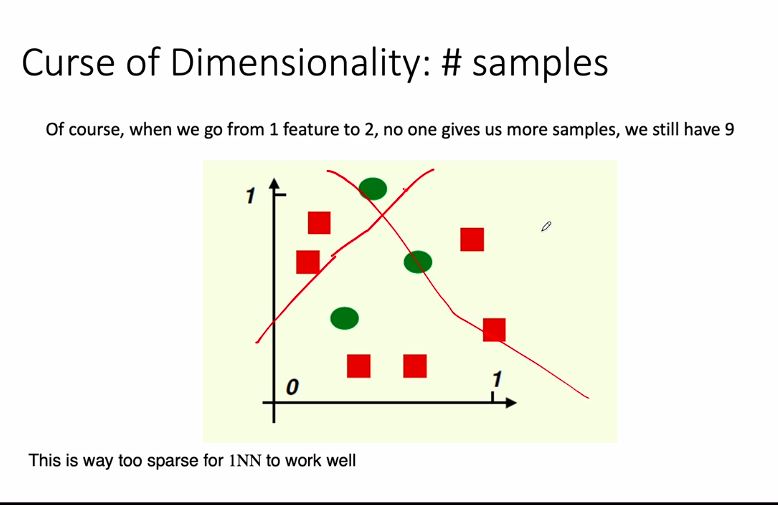 Curse of Dimensionality: # samples
Of course, when we go from 1 feature to 2, no one gives us more samples, we still have 9
1
0
1
This is way too sparse for 1NN to work well